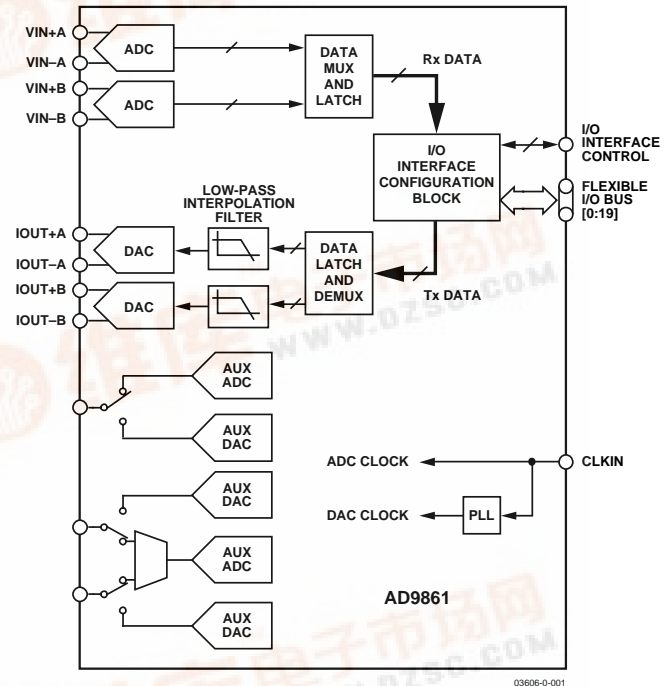 VIN+A
VIN–A
VIN+B
VIN–B
ADC
ADC
DATA
MUX
AND
LATCH
Rx DATA
I/O
INTERFACE
CONFIGURATION
BLOCK
I/O
INTERFACE
CONTROL
FLEXIBLE
I/O BUS
[0:19]
LOW-PASS
INTERPOLATION
FILTER
IOUT+A
IOUT–A
IOUT+B
IOUT–B
DAC
DAC
DATA
LATCH
AND
DEMUX
Tx DATA
WWW.DZSC.COM
AUX
ADC
AUX
DAC
AUX
DAC
AUX
ADC
AUX
DAC
ADC CLOCK
CLKIN
DAC CLOCK
PLL
AD9861
03606-0-001